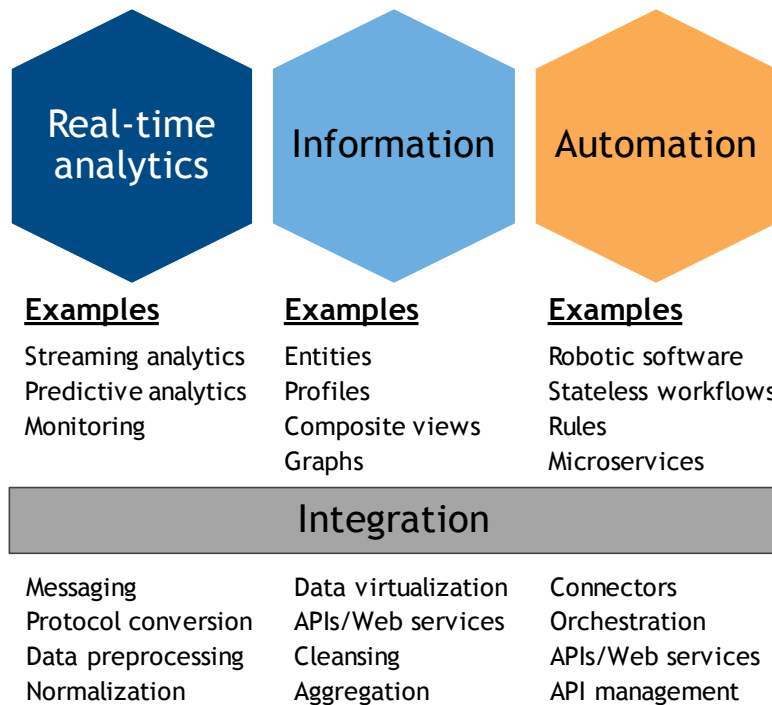 Real-time
analytics
Information
Automation
Examples
Streaming analytics
Predictive analytics
Monitoring
Examples
Entities
Profiles
Composite views
Graphs
Examples
Robotic software
Stateless workflows
Rules
Microservices
Integration
Messaging
Protocol conversion
Data preprocessing
Normalization
Data virtualization
APIs/Web services
Cleansing
Aggregation
Connectors
Orchestration
APIs/Web services
API management